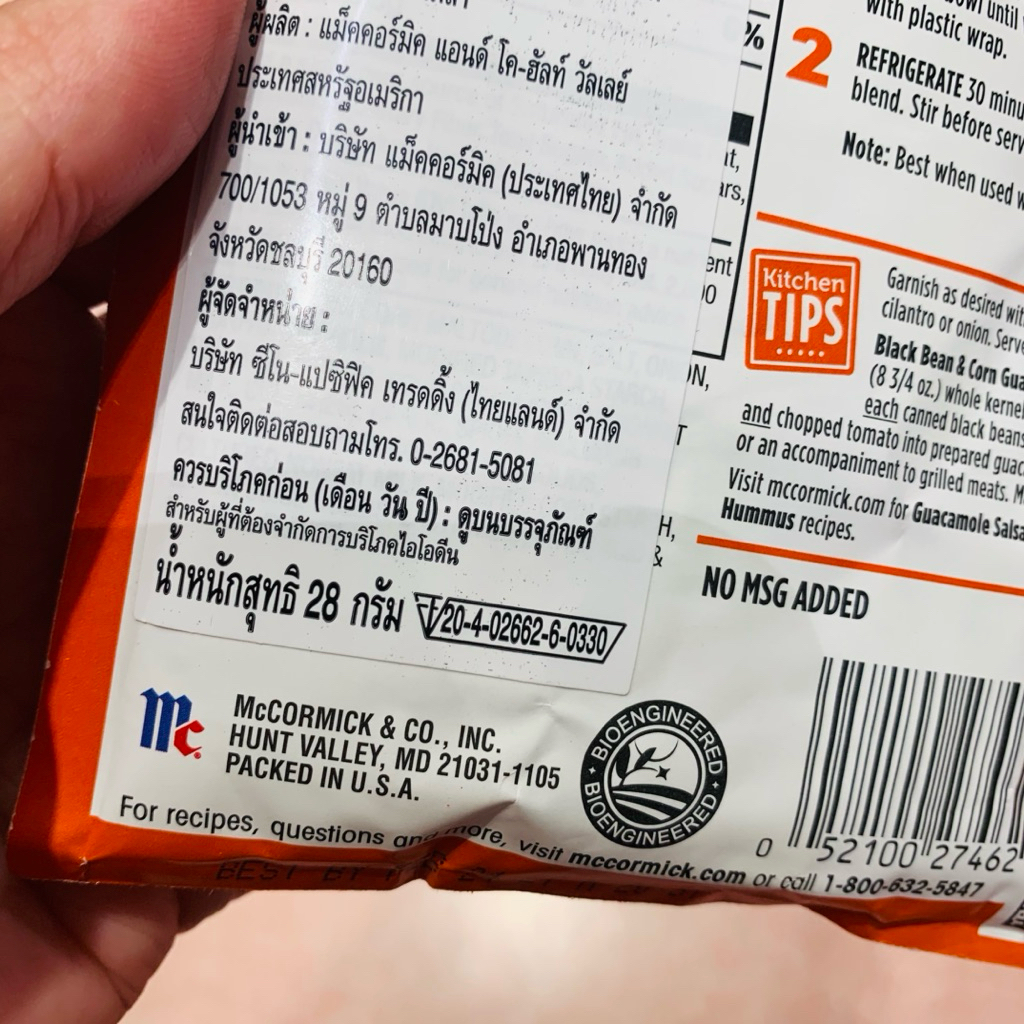 ผู้ผลิต : แม็คคอร์มิค แอนด์ โค-ฮัลท์ วัลเลย์
ประเทศสหรัฐอเมริกา
ผู้นำเข้า : บริษัท แม็คคอร์มิค (ประเทศไทย) จำกัด
700/1053 หมู่ 9 ตำบลมาบโป่ง อำเภอพานทอง
จังหวัดชลบุรี 20160
ผู้จัดจำหน่าย :
บริษัท ซีโน-แปซิฟิค เทรดดิ้ง (ไทยแลนด์) จำกัด
สนใจติดต่อสอบถามโทร. 0-2681-5081
ควรบริโภคก่อน (เดือน วัน ปี) : ดูบนบรรจุภัณฑ์
สำหรับผู้ที่ต้องจำกัดการบริโภคไอโอดีน
น้ำหนักสุทธิ 28 กรัม 20-4-02662-6-0330
until
with plastic wrap.
2 REFRIGERATE 30
blend. Stir before
Note: Best when used
Kitchen
TIPS
Garnish as desired
cilantro or onion.
Black Bean & Corn
(8 3/4 oz.) whole
each canned black beans
and chopped tomato into prepared
or an accompaniment to grilled meats.
Visit mccormick.com for Guacamole
Hummus recipes.
NO MSG ADDED
Mc
McCORMICK & CO., INC.
HUNT VALLEY, MD 21031-1105
PACKED IN U.S.A.
BIOENGINEERED
BIOENGINEERED
0 52100 27462
For recipes, questions and more, visit mccormick.com or call 1-800-632-5847
BEST BY